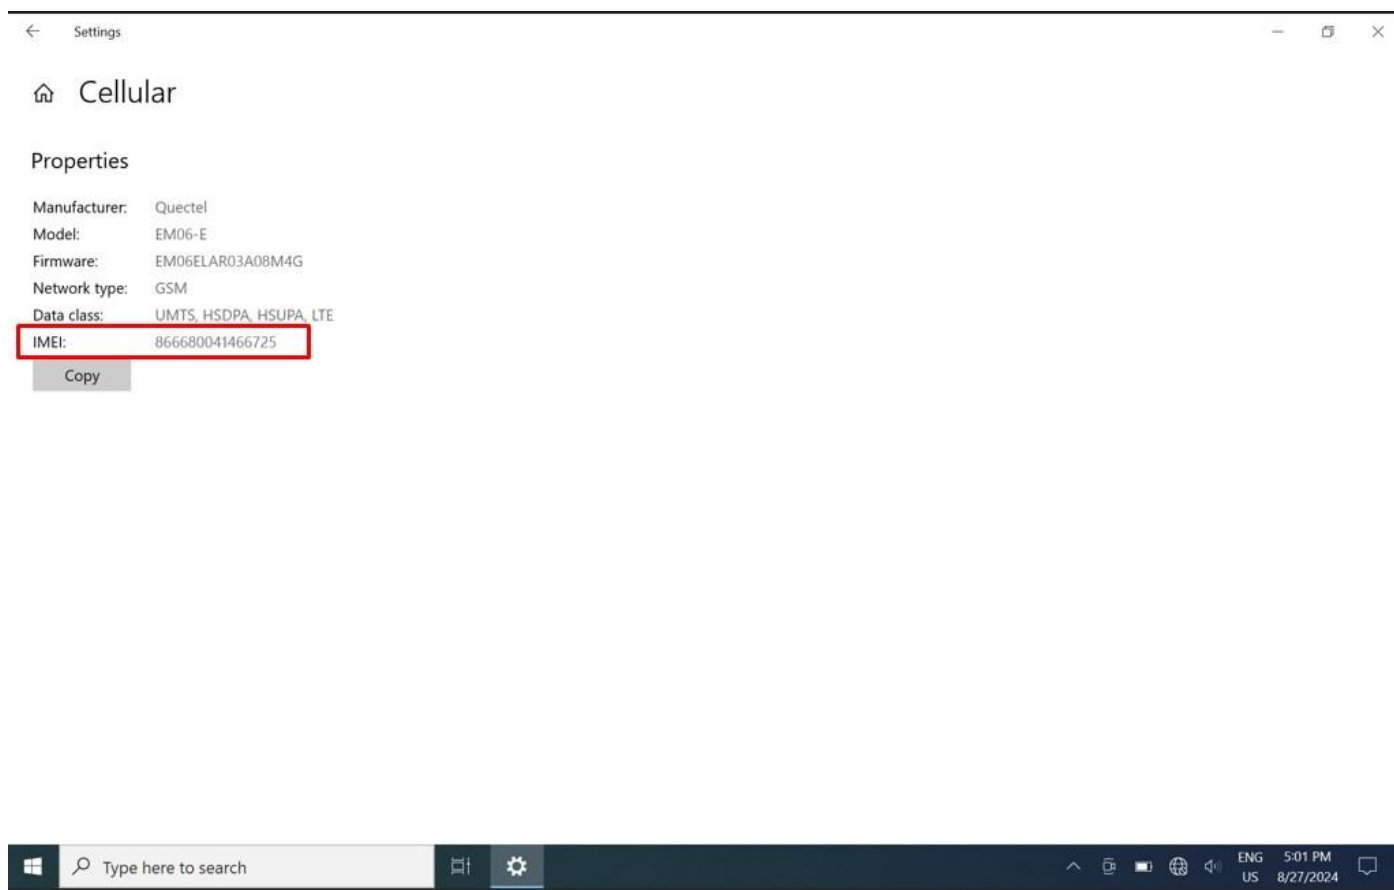 Settings
Cellular
Properties
Manufacturer: Quectel
Model: EM06-E
Firmware: EM06ELAR03A08M4G
Network type: GSM
Data class: UMTS, HSDPA, HSUPA, LTE
IMEI: 866680041466725
Copy
Type here to search
ENG 5:01 PM
US 8/27/2024